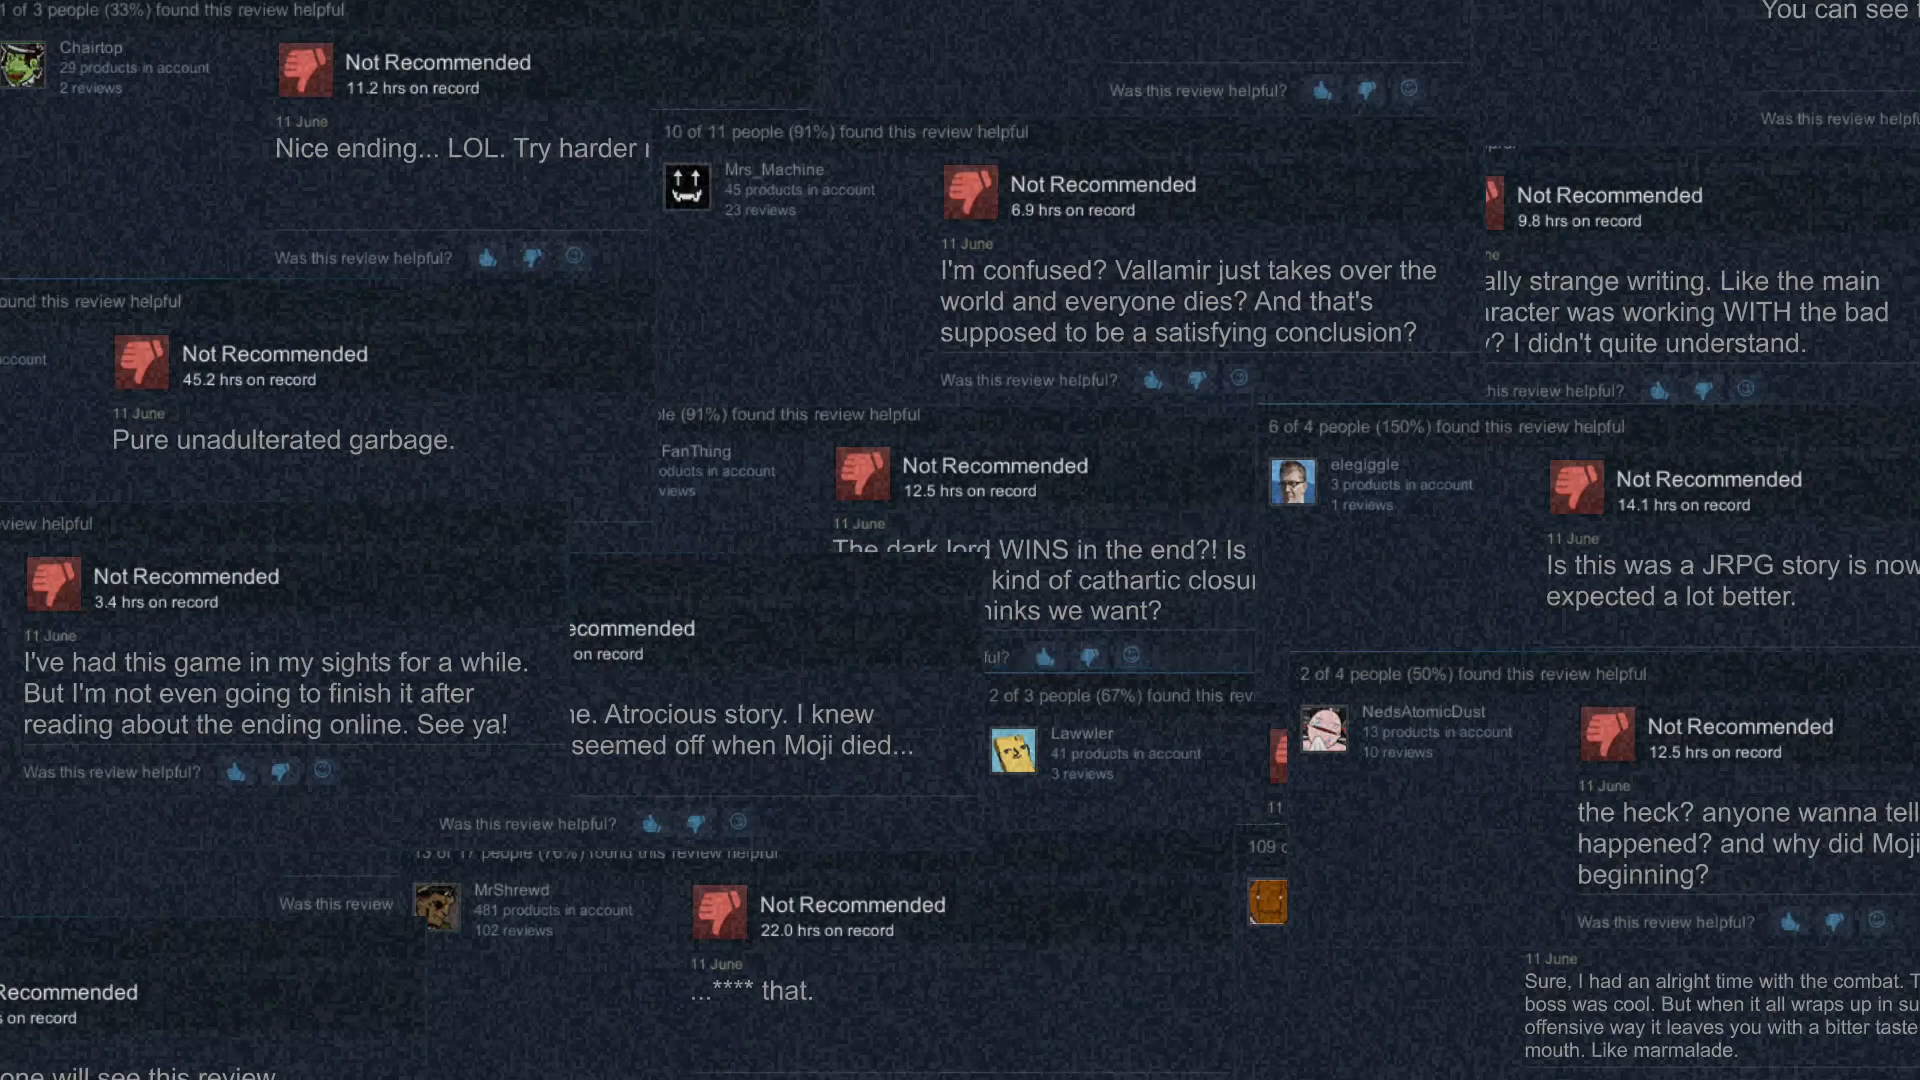 1 of 3 people (33%) found this review helpful
Chairtop
29 products in account
2 reviews
Not Recommended
11.2 hrs on record
11 June
Nice ending... LOL. Try harder
Was this review helpful?
You can see
Was this review helpful?
Was this review
10 of 11 people (91%) found this review helpful
Mrs_Machine
45 products in account
23 reviews
Not Recommended
6.9 hrs on record
11 June
I'm confused? Vallamir just takes over the
world and everyone dies? And that's
supposed to be a satisfying conclusion?
Was this review helpful?
Not Recommended
9.8 hrs on record
strange writing. Like the main
was working WITH the bad
? I didn't quite understand.
review helpful?
found this review helpful
account
Not Recommended
45.2 hrs on record
11 June
Pure unadulterated garbage.
(91%) found this review helpful
FanThing
products in account
views
Not Recommended
12.5 hrs on record
11 June
The dark lord WINS in the end?! Is
kind of cathartic
we want?
6 of 4 people (150%) found this review helpful
elegiggle
3 products in account
1 reviews
Not Recommended
14.1 hrs on record
11 June
Is this was a JRPG story is now
expected a lot better.
review helpful
Not Recommended
3.4 hrs on record
11 June
I've had this game in my sights for a while.
But I'm not even going to finish it after
reading about the ending online. See ya!
Was this review helpful?
on record
Atrocious story. I knew
seemed off when Moji died...
Was this review helpful?
2 of 3 people (67%) found this
Lawwler
41 products in account
3 reviews
11
109
2 of 4 people (50%) found this review helpful
NedsAtomicDust
13 products in account
10 reviews
Not Recommended
12.5 hrs on record
11 June
the heck? anyone wanna tell
happened? and why did Moji
beginning?
Was this review helpful?
13 of 17 people (76%) found this review helpful
Was this review
MrShrewd
481 products in account
102 reviews
Not Recommended
22.0 hrs on record
11 June
...**** that.
Recommended
on record
one will see this review
11 June
Sure, I had an alright time with the combat.
boss was cool. But when it all wraps up in
offensive way it leaves you with a bitter taste
mouth. Like marmalade.